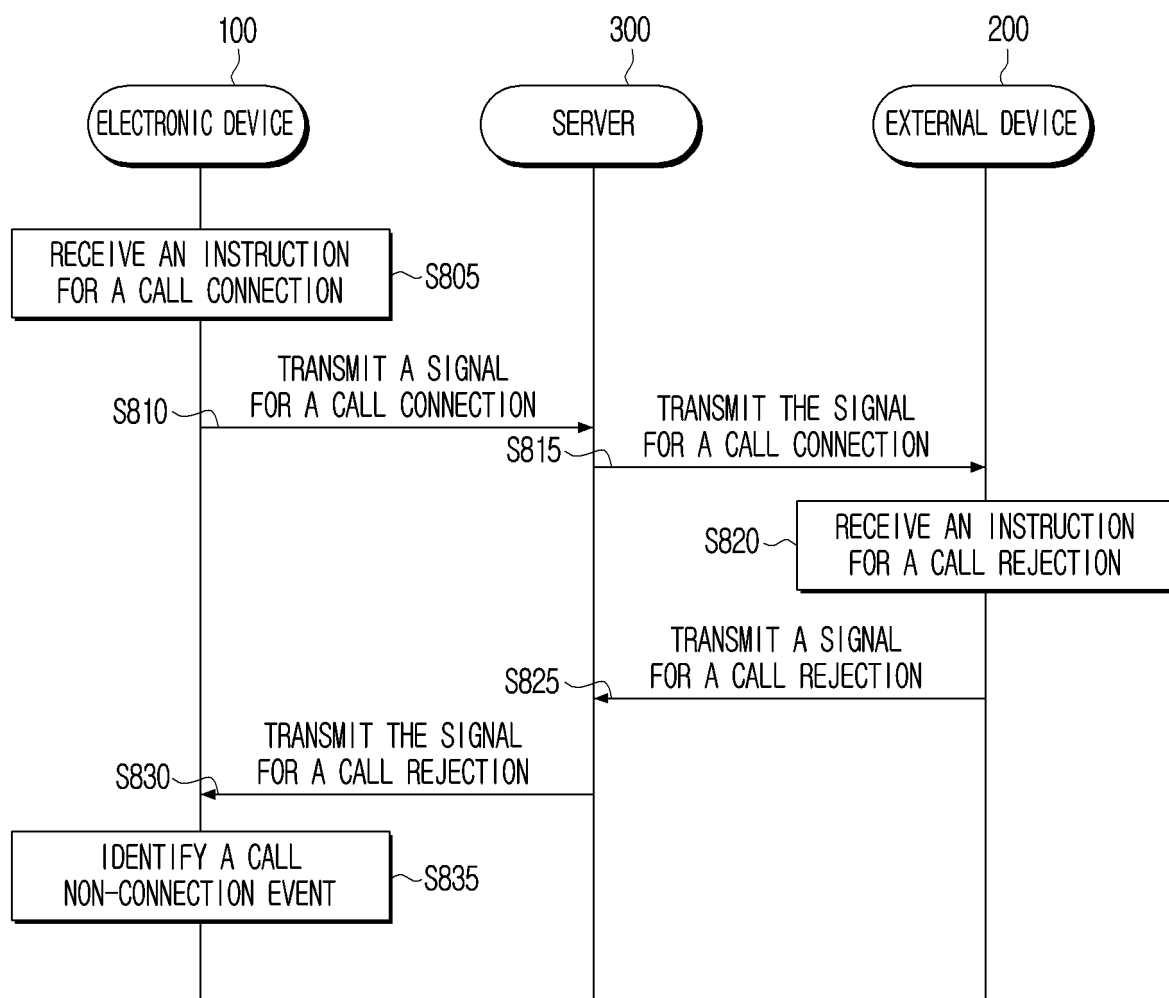 100
300
200
ELECTRONIC DEVICE
SERVER
EXTERNAL DEVICE
RECEIVE AN INSTRUCTION
FOR A CALL CONNECTION
S805
TRANSMIT A SIGNAL
FOR A CALL CONNECTION
S810
TRANSMIT THE SIGNAL
FOR A CALL CONNECTION
S815
RECEIVE AN INSTRUCTION
FOR A CALL REJECTION
S820
TRANSMIT A SIGNAL
FOR A CALL REJECTION
S825
TRANSMIT THE SIGNAL
FOR A CALL REJECTION
S830
IDENTIFY A CALL
NON-CONNECTION EVENT
S835